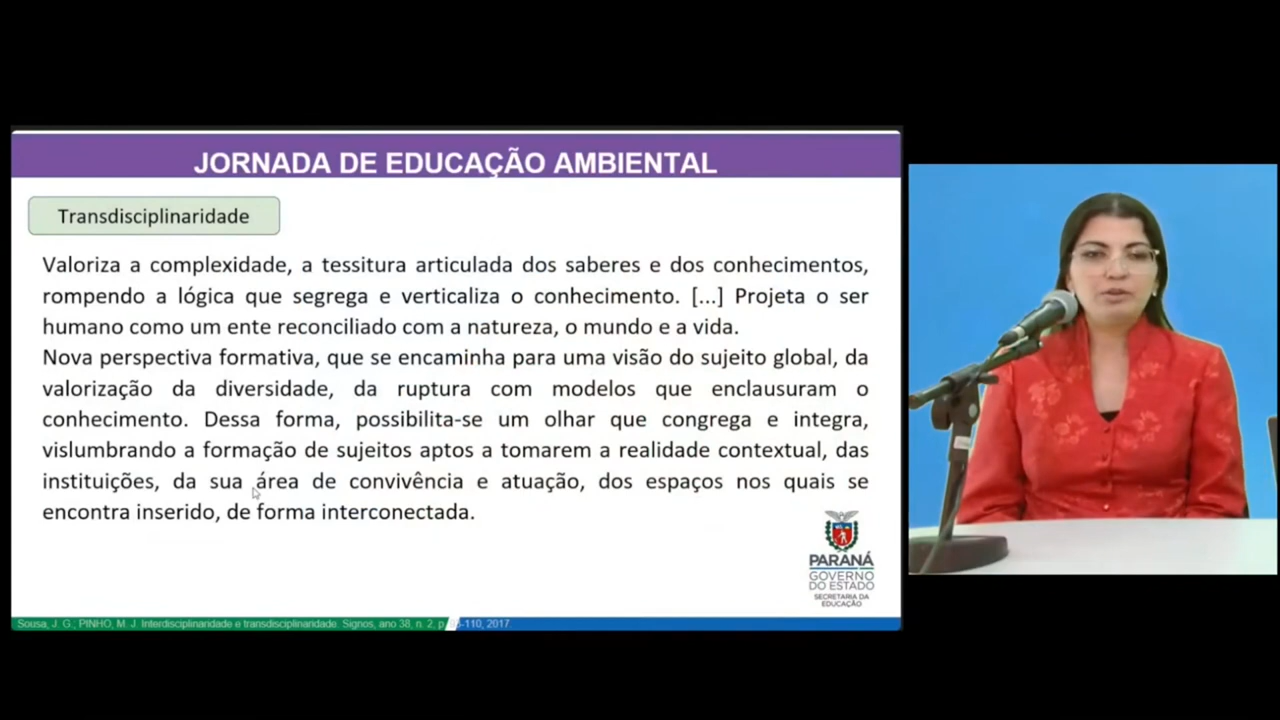 JORNADA DE EDUCAÇÃO AMBIENTAL
Transdisciplinaridade
Valoriza a complexidade, a tessitura articulada dos saberes e dos conhecimentos,
rompendo a lógica que segrega e verticaliza o conhecimento. [...] Projeta o ser
humano como um ente reconciliado com a natureza, o mundo e a vida.
Nova perspectiva formativa, que se encaminha para uma visão do sujeito global, da
valorização da diversidade, da ruptura com modelos que enclausuram o
conhecimento. Dessa forma, possibilita-se um olhar que congrega e integra,
vislumbrando a formação de sujeitos aptos a tomarem a realidade contextual, das
instituições, da sua área de convivência e atuação, dos espaços nos quais se
encontra inserido, de forma interconectada.
PARANÁ
GOVERNO
DO ESTADO
SECRETARIA DA
EDUCAÇÃO
Sousa, J. G.; PINHO, M. J. Interdisciplinaridade e transdisciplinaridade. Signos, ano 38, n. 2, p. -110, 2017.